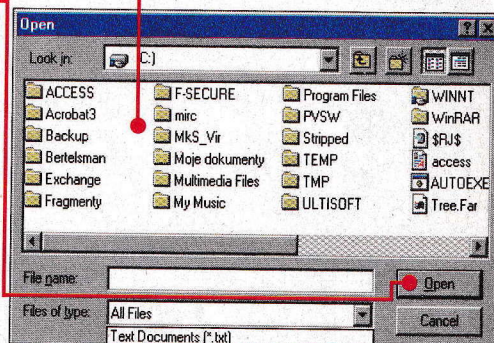 Open
Look in: (C:)
ACCESS F-SECURE Program Files WINNT
Acrobat3 mirc PVSW WinRAR
Backup MkS_Vir Stripped $RJ$
Bertelsman Moje dokumenty TEMP access
Exchange Multimedia Files TMP AUTOEXE
Fragmenty My Music ULTISOFT Tree.Far
File name: Open
Files of type: All Files Cancel
Text Documents (*.txt)